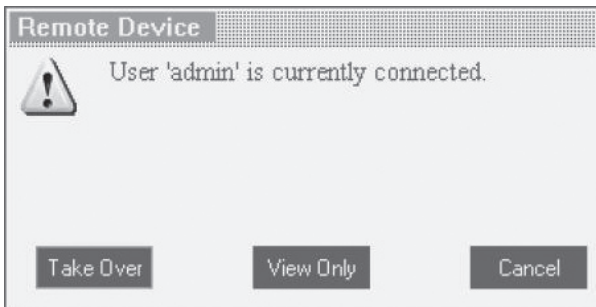 Remote Device
User 'admin' is currently connected.
Take Over
View Only
Cancel